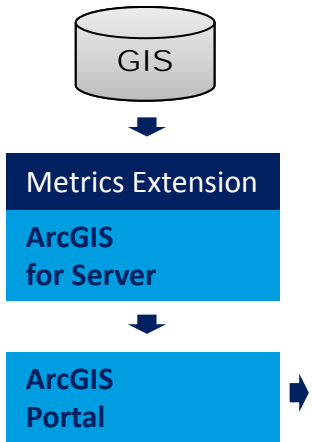 GIS
Metrics Extension
ArcGIS
for Server
ArcGIS
Portal